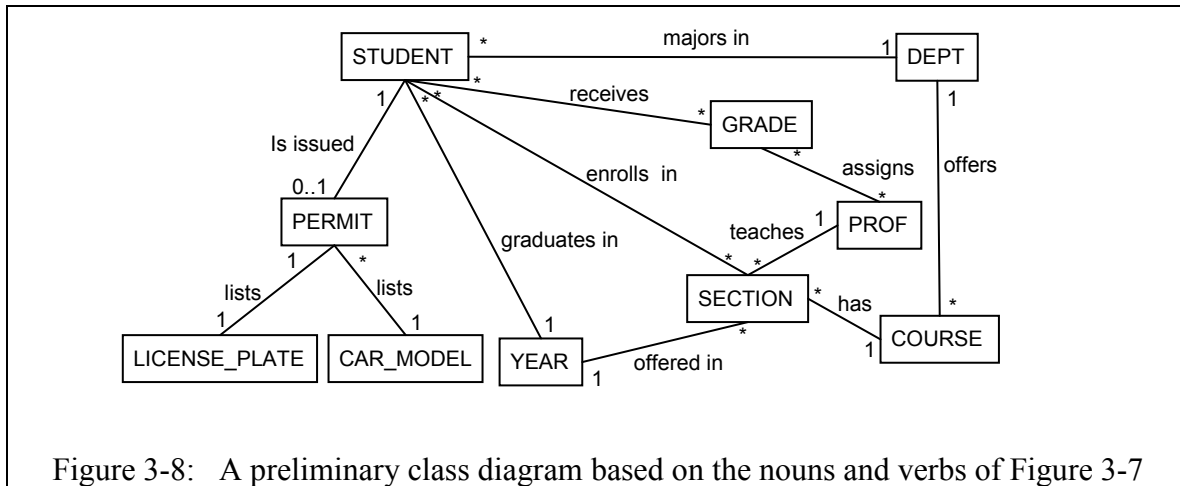 STUDENT * majors in 1 DEPT
1 * * * receives * GRADE 1
Is issued enrolls in * assigns offers
0..1 *
PERMIT graduates in teaches 1 PROF
1 * * *
lists lists SECTION * has *
1 1 1 * COURSE
LICENSE_PLATE CAR_MODEL YEAR 1 offered in 1
Figure 3-8: A preliminary class diagram based on the nouns and verbs of Figure 3-7